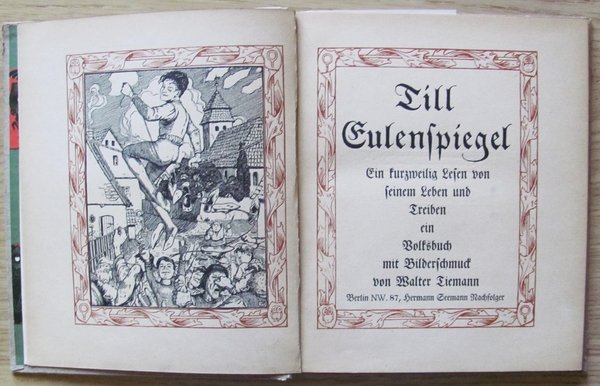 Till
Eulenſpiegel
Ein kurzweilig Leſen von
ſeinem Leben und
Treiben
ein
Volksbuch
mit Bilderſchmuck
von Walter Tiemann
Berlin NW. 87, Hermann Seemann Nachfolger